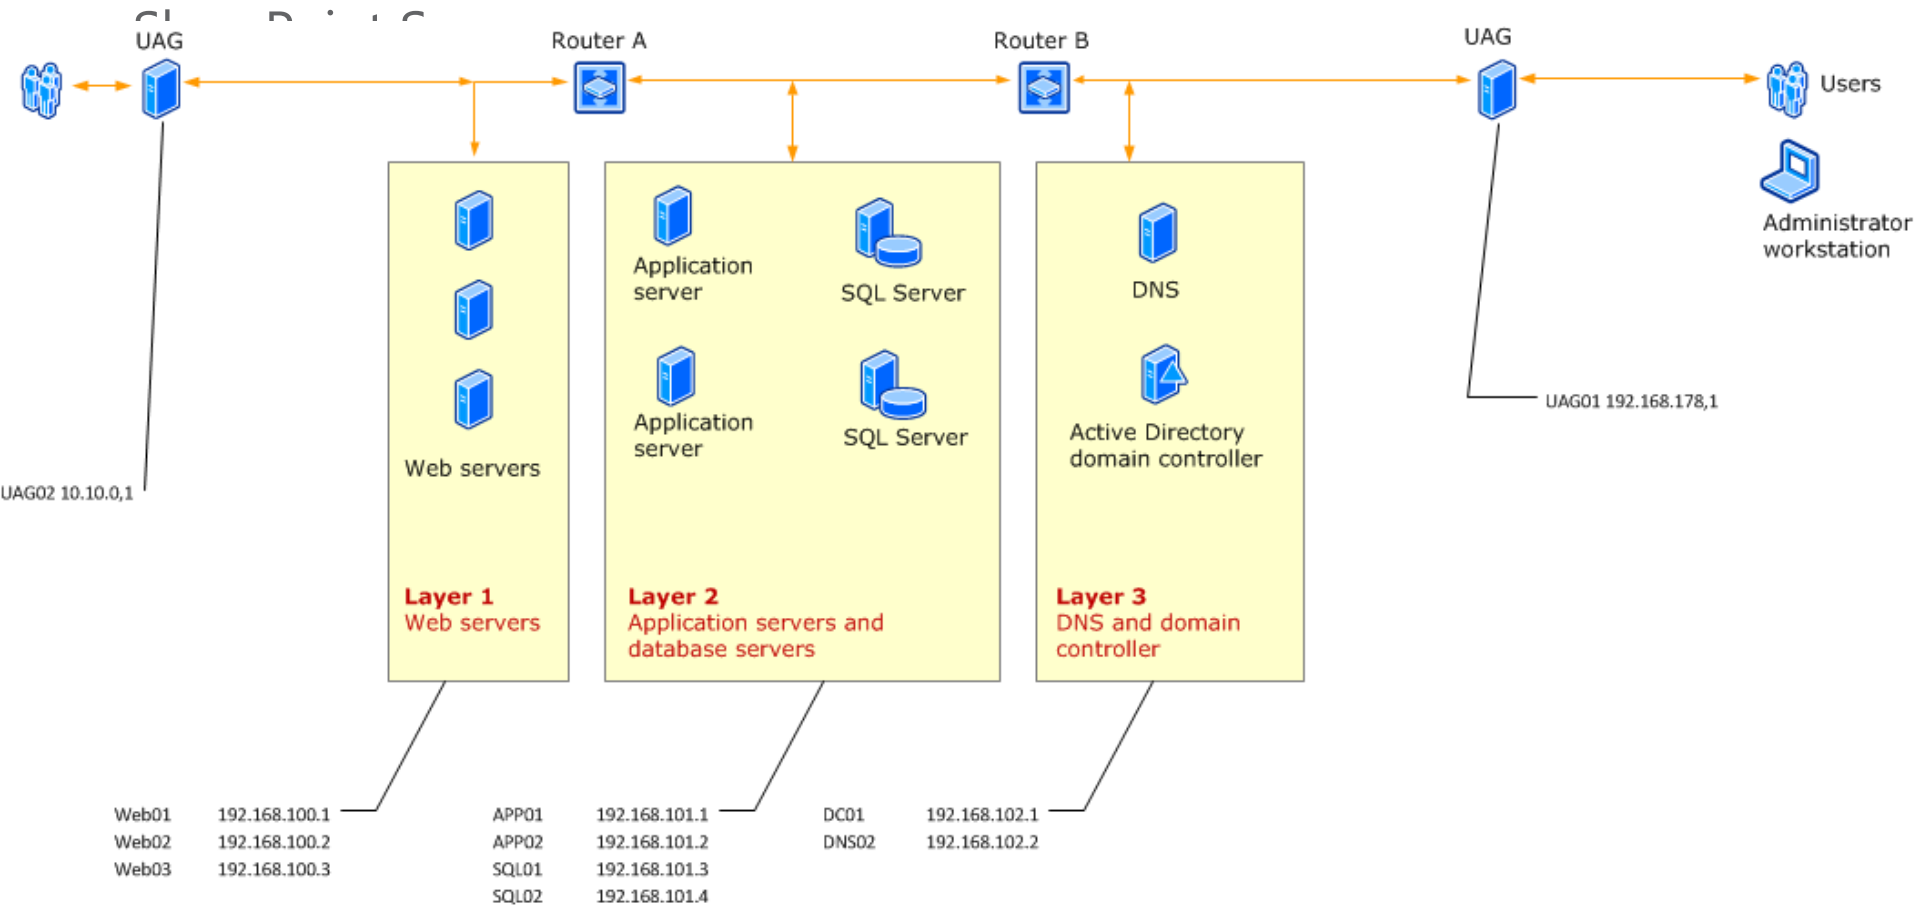 UAG
Router A
Router B
UAG
Users
Administrator
workstation
Application
server
SQL Server
DNS
Application
server
SQL Server
Active Directory
domain controller
Web servers
UAG01 192.168.178,1
UAG02 10.10.0,1
Layer 1
Web servers
Layer 2
Application servers and
database servers
Layer 3
DNS and domain
controller
Web01 192.168.100.1
Web02 192.168.100.2
Web03 192.168.100.3
APP01 192.168.101.1
APP02 192.168.101.2
SQL01 192.168.101.3
SQL02 192.168.101.4
DC01 192.168.102.1
DNS02 192.168.102.2